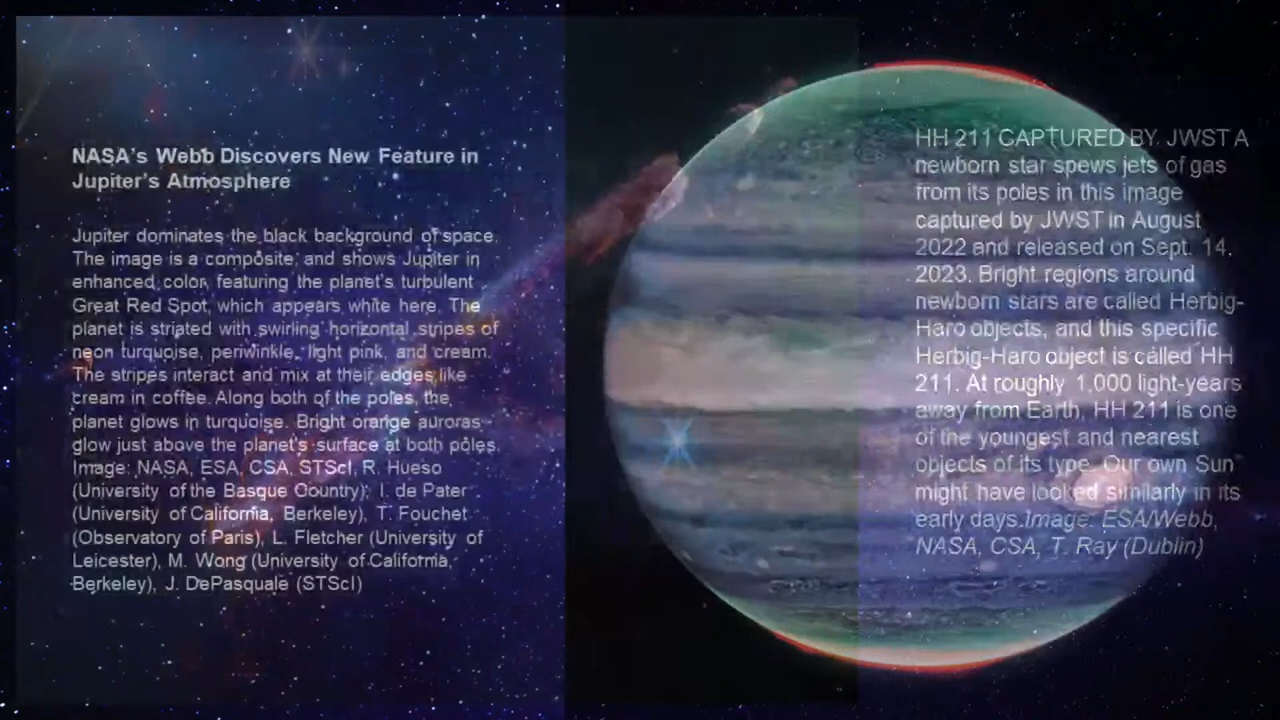 NASA's Webb Discovers New Feature in
Jupiter's Atmosphere
Jupiter dominates the black background of space.
The image is a composite, and shows Jupiter in
enhanced color, featuring the planet's turbulent
Great Red Spot, which appears white here. The
planet is striated with swirling horizontal stripes of
neon turquoise, periwinkle, light pink, and cream.
The stripes interact and mix at their edges like
cream in coffee. Along both of the poles, the
planet glows in turquoise. Bright orange auroras
glow just above the planet's surface at both poles.
Image: NASA, ESA, CSA, STScI, R. Hueso
(University of the Basque Country), I. de Pater
(University of California, Berkeley), T. Fouchet
(Observatory of Paris), L. Fletcher (University of
Leicester), M. Wong (University of California,
Berkeley), J. DePasquale (STScI)
HH 211 CAPTURED BY JWST A
newborn star spews jets of gas
from its poles in this image
captured by JWST in August
2022 and released on Sept. 14,
2023. Bright regions around
newborn stars are called Herbig-
Haro objects, and this specific
Herbig-Haro object is called HH
211. At roughly 1,000 light-years
away from Earth, HH 211 is one
of the youngest and nearest
objects of its type. Our own Sun
might have looked similarly in its
early days.Image: ESA/Webb,
NASA, CSA, T. Ray (Dublin)